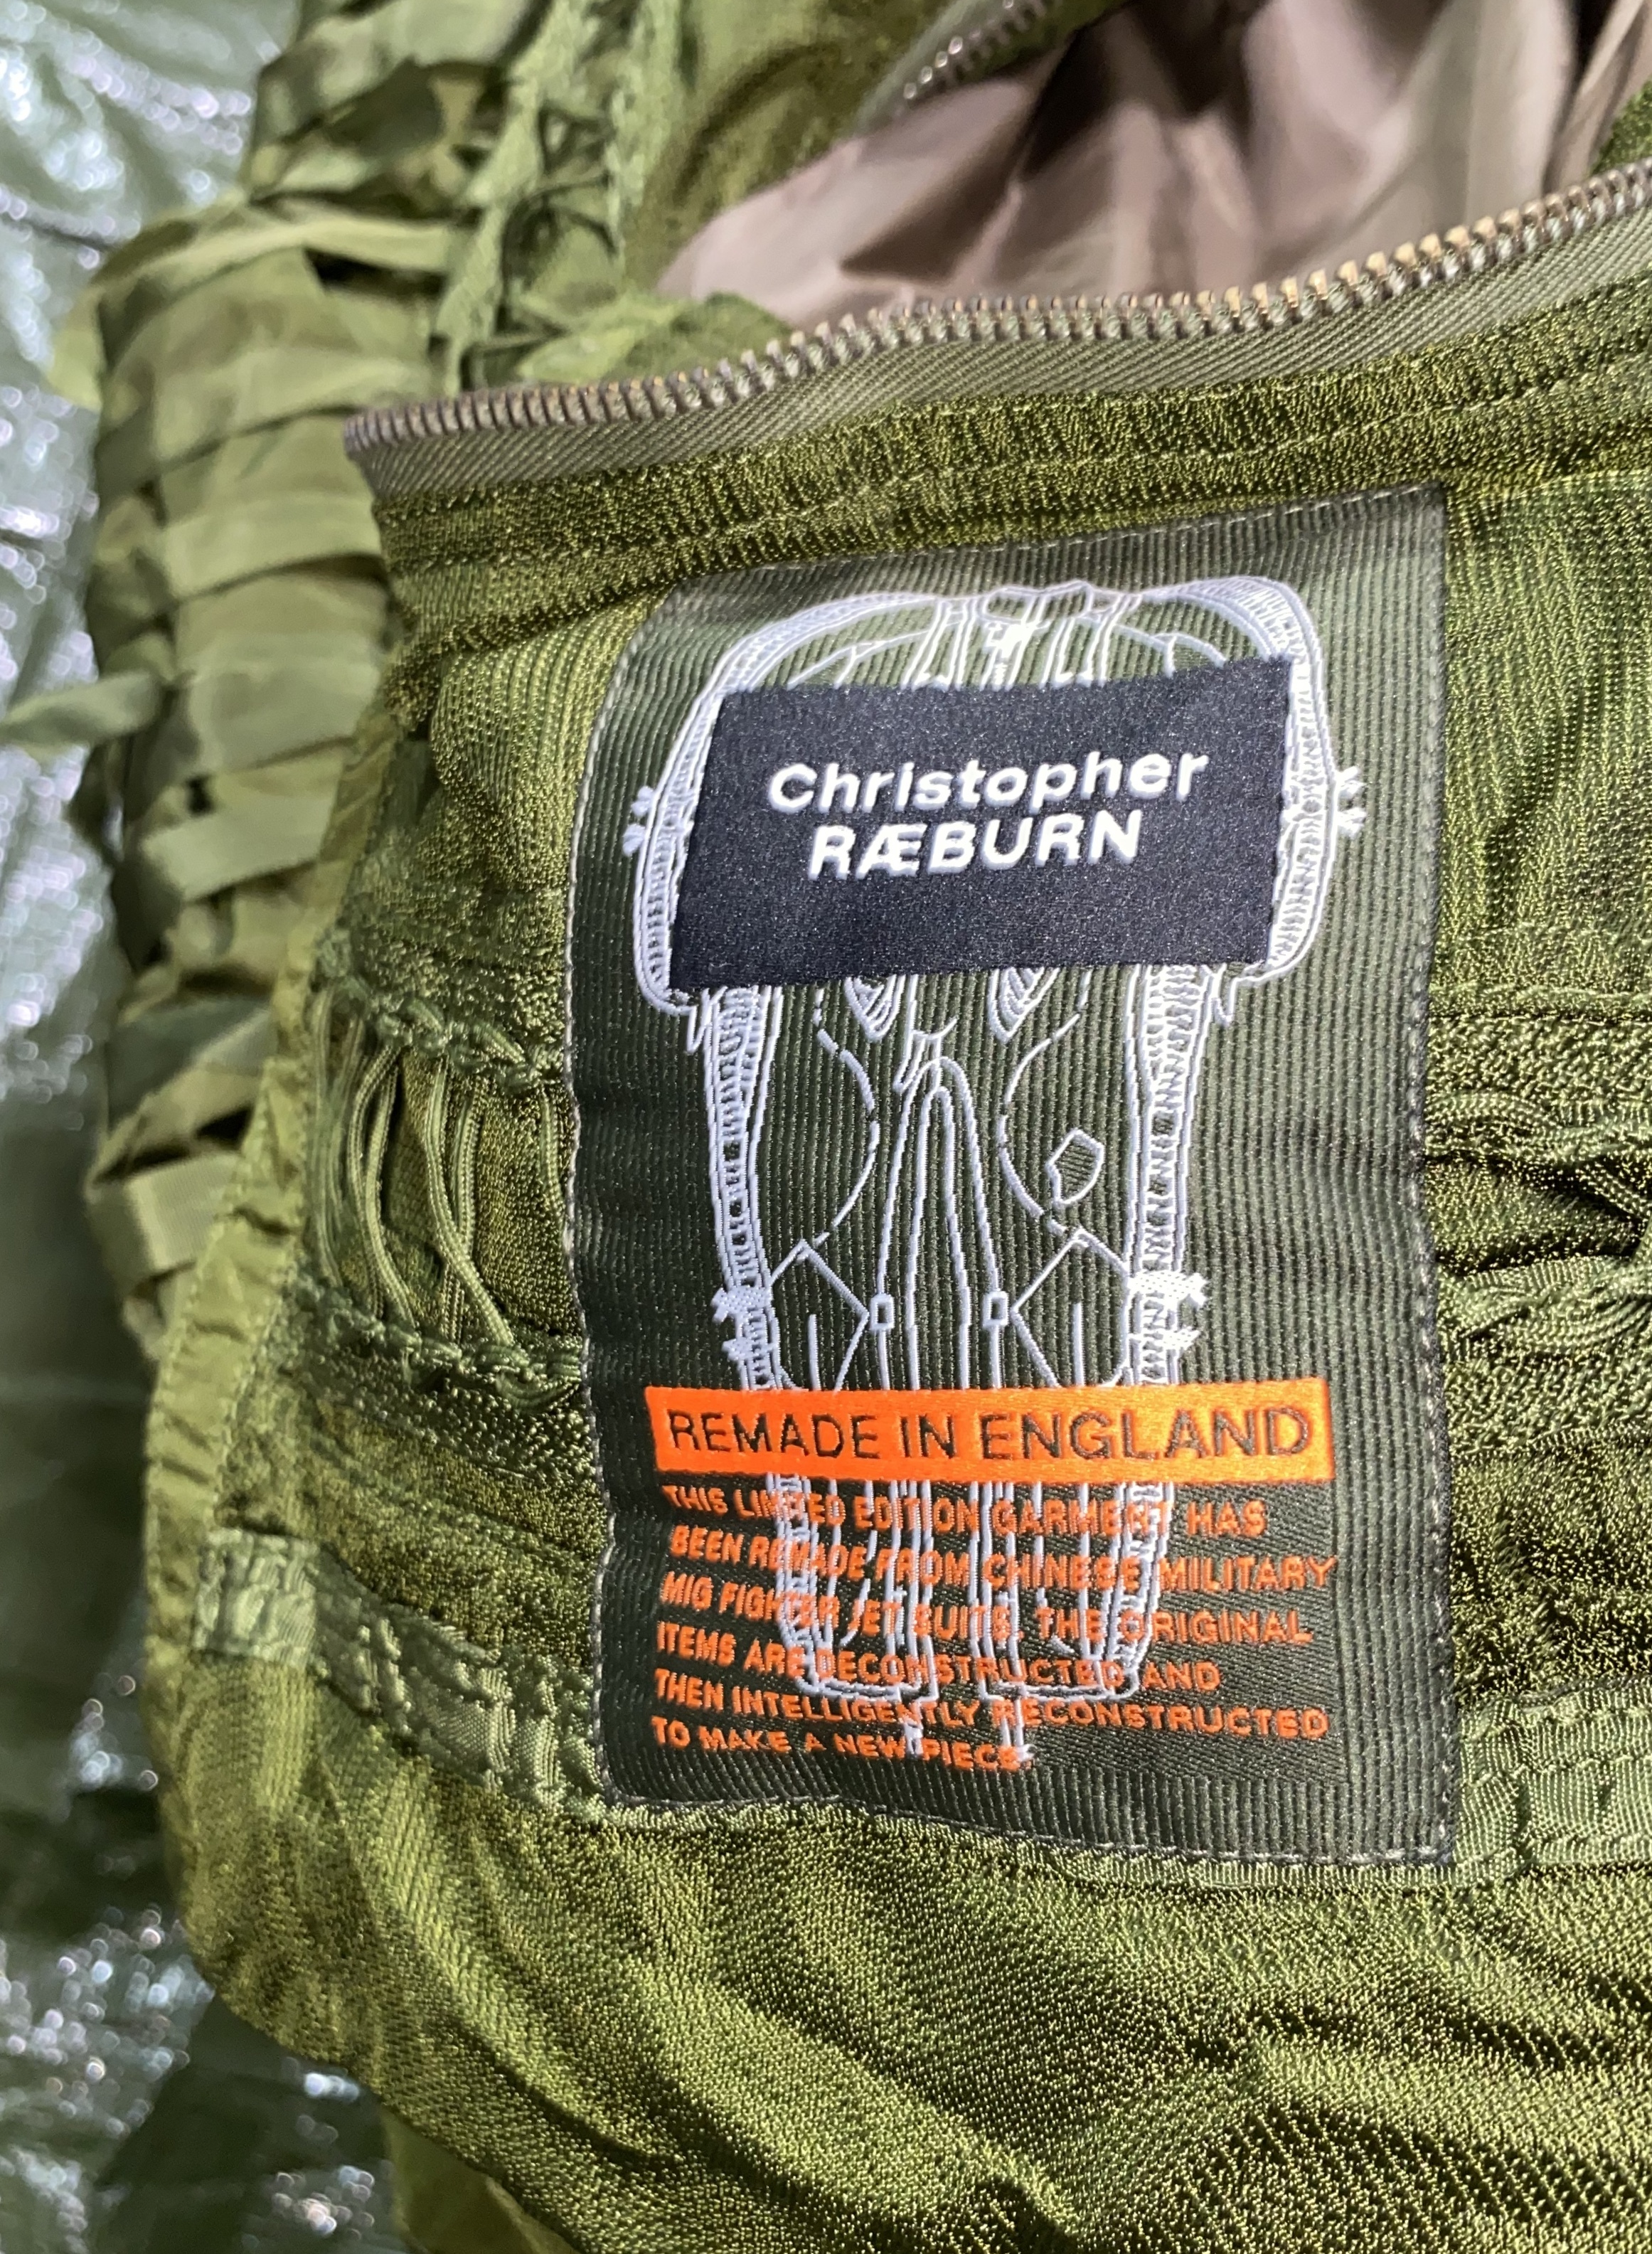 Christopher
RÆBURN
REMADE IN ENGLAND
THIS LIMITED EDITION GARMENT HAS
BEEN REMADE FROM CHINESE MILITARY
MIG FIGHTER JET SUITS. THE ORIGINAL
ITEMS ARE DECONSTRUCTED AND
THEN INTELLIGENTLY RECONSTRUCTED
TO MAKE A NEW PIECE.